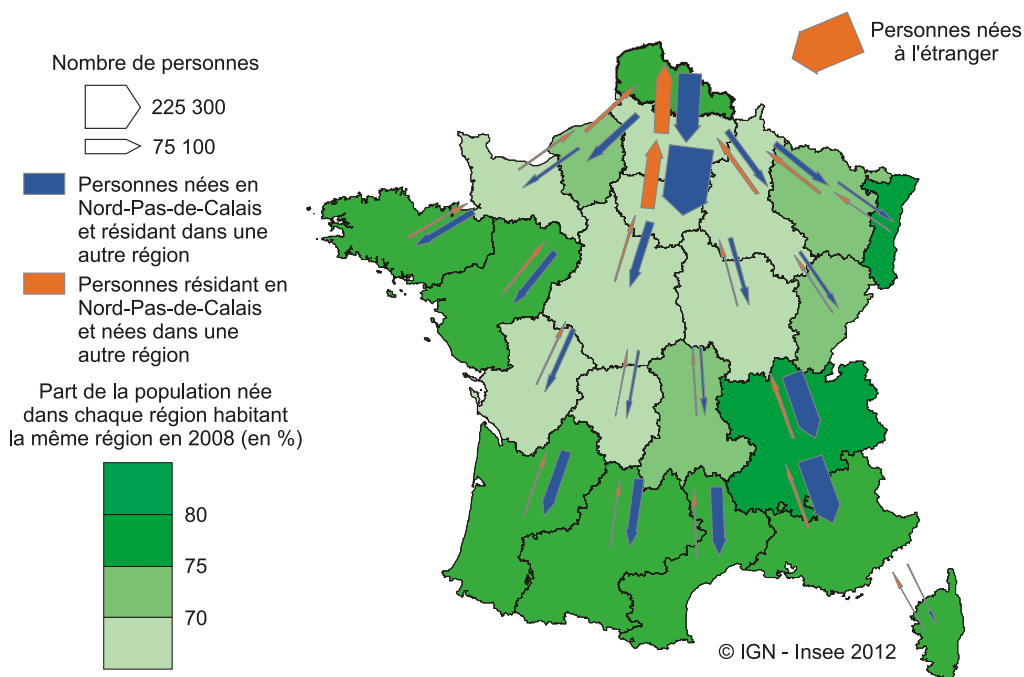 Personnes nées
à l'étranger
Nombre de personnes
225 300
75 100
Personnes nées en
Nord-Pas-de-Calais
et résidant dans une
autre région
Personnes résidant en
Nord-Pas-de-Calais
et nées dans une
autre région
Part de la population née
dans chaque région habitant
la même région en 2008 (en %)
80
75
70
© IGN - Insee 2012